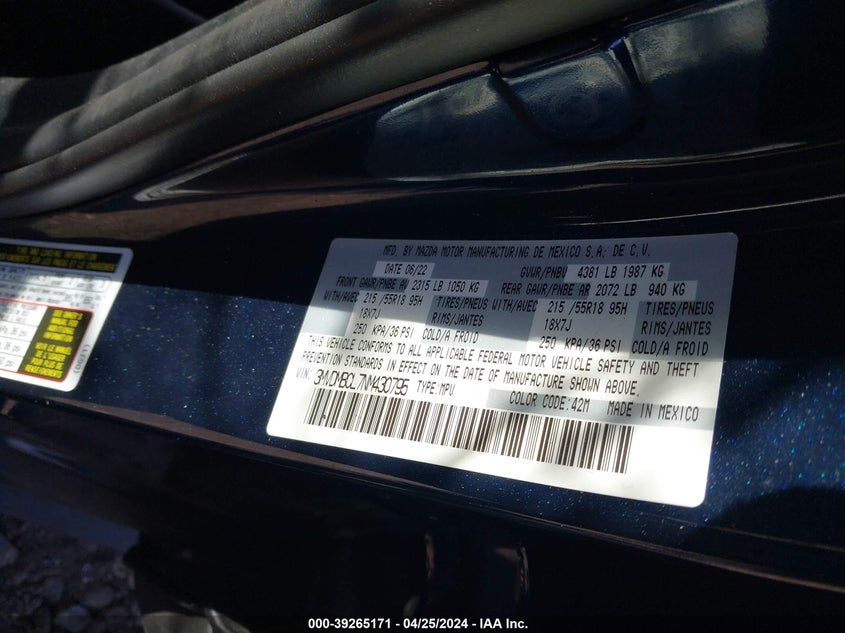 MFD. BY MAZDA MOTOR MANUFACTURING DE MEXICO S.A. DE C.V.
DATE 06/22 GVWR/PNBV 4381 LB 1987 KG
FRONT GAWR/PNBE AV 2315 LB 1050 KG REAR GAWR/PNBE AR 2072 LB 940 KG
WITH/AVEC 215 /55R18 95H TIRES/PNEUS WITH/AVEC 215 /55R18 95H TIRES/PNEUS
18X7J RIMS/JANTES 18X7J RIMS/JANTES
250 KPA/36 PSI COLD/A FROID 250 KPA/36 PSI COLD/A FROID
THIS VEHICLE CONFORMS TO ALL APPLICABLE FEDERAL MOTOR VEHICLE SAFETY AND THEFT
PREVENTION STANDARDS IN EFFECT ON THE DATE OF MANUFACTURE SHOWN ABOVE.
VIN: 3MVDMBCL7NM430795 TYPE:MPV
COLOR CODE:42M MADE IN MEXICO
000-39265171 - 04/25/2024 - IAA Inc.